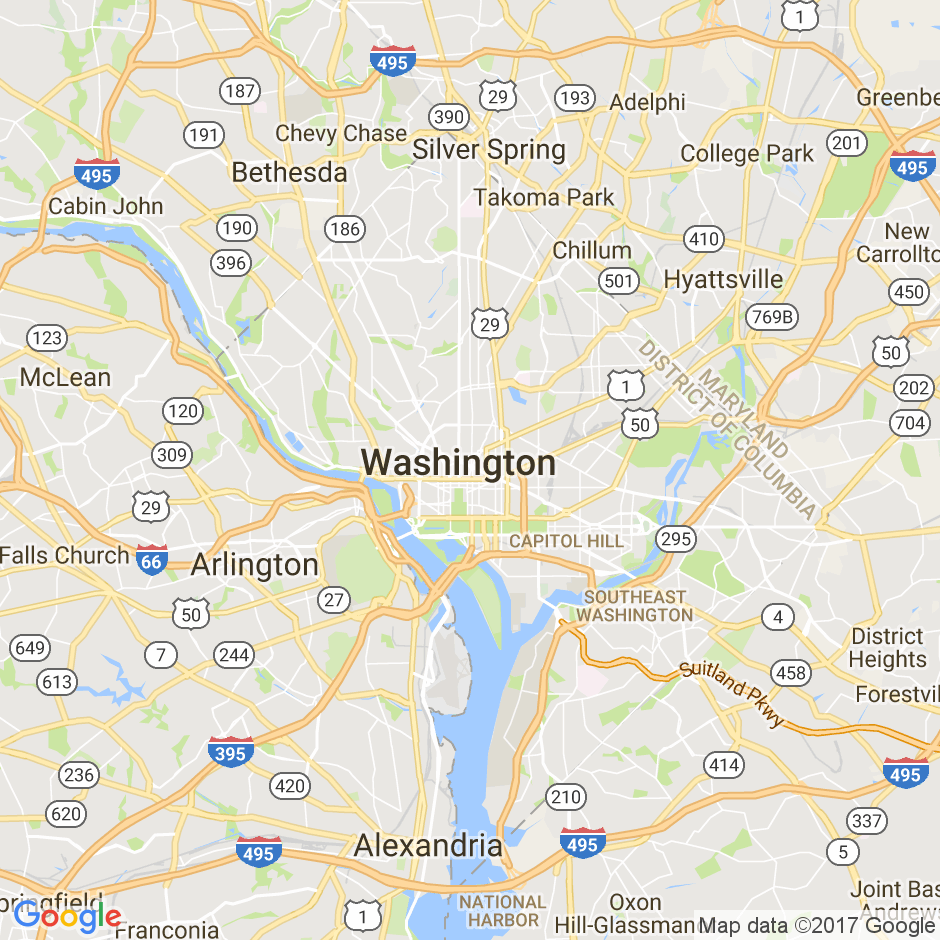 1
495
187
29
193
Adelphi
Greenbe
390
191
Chevy Chase
Silver Spring
College Park
201
495
Bethesda
495
Cabin John
Takoma Park
190
186
New
Carrollto
410
Chillum
396
501
Hyattsville
450
769B
29
123
50
McLean
1
MARYLAND
DISTRICT OF COLUMBIA
202
120
50
704
309
Washington
29
CAPITOL HILL
295
Falls Church
66
Arlington
27
SOUTHEAST
WASHINGTON
50
4
649
7
244
District
Heights
613
Suitland Pkwy
458
Forestvil
395
236
414
495
420
210
620
337
Alexandria
495
495
5
Joint Bas
Andrews
NATIONAL
HARBOR
Oxon
Hill-Glassman
1
pringfield
Google
Franconia
Map data ©2017 Google